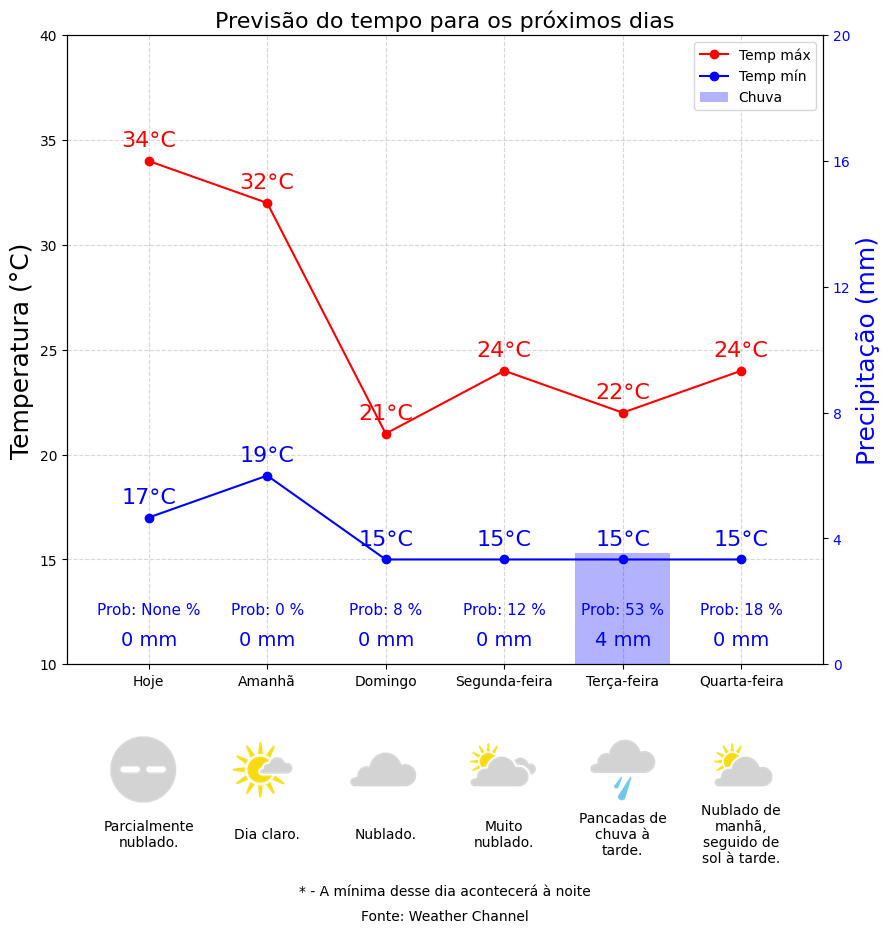 Previsão do tempo para os próximos dias
Temp máx
Temp mín
Chuva
Temperatura (°C)
Precipitação (mm)
40
35
30
25
20
15
10
20
16
12
8
4
0
34°C
32°C
21°C
24°C
22°C
24°C
17°C
19°C
15°C
15°C
15°C
15°C
Prob: None %
Prob: 0 %
Prob: 8 %
Prob: 12 %
Prob: 53 %
Prob: 18 %
0 mm
0 mm
0 mm
0 mm
4 mm
0 mm
Hoje
Amanhã
Domingo
Segunda-feira
Terça-feira
Quarta-feira
Parcialmente
nublado.
Dia claro.
Nublado.
Muito
nublado.
Pancadas de
chuva à
tarde.
Nublado de
manhã,
seguido de
sol à tarde.
* - A mínima desse dia acontecerá à noite
Fonte: Weather Channel